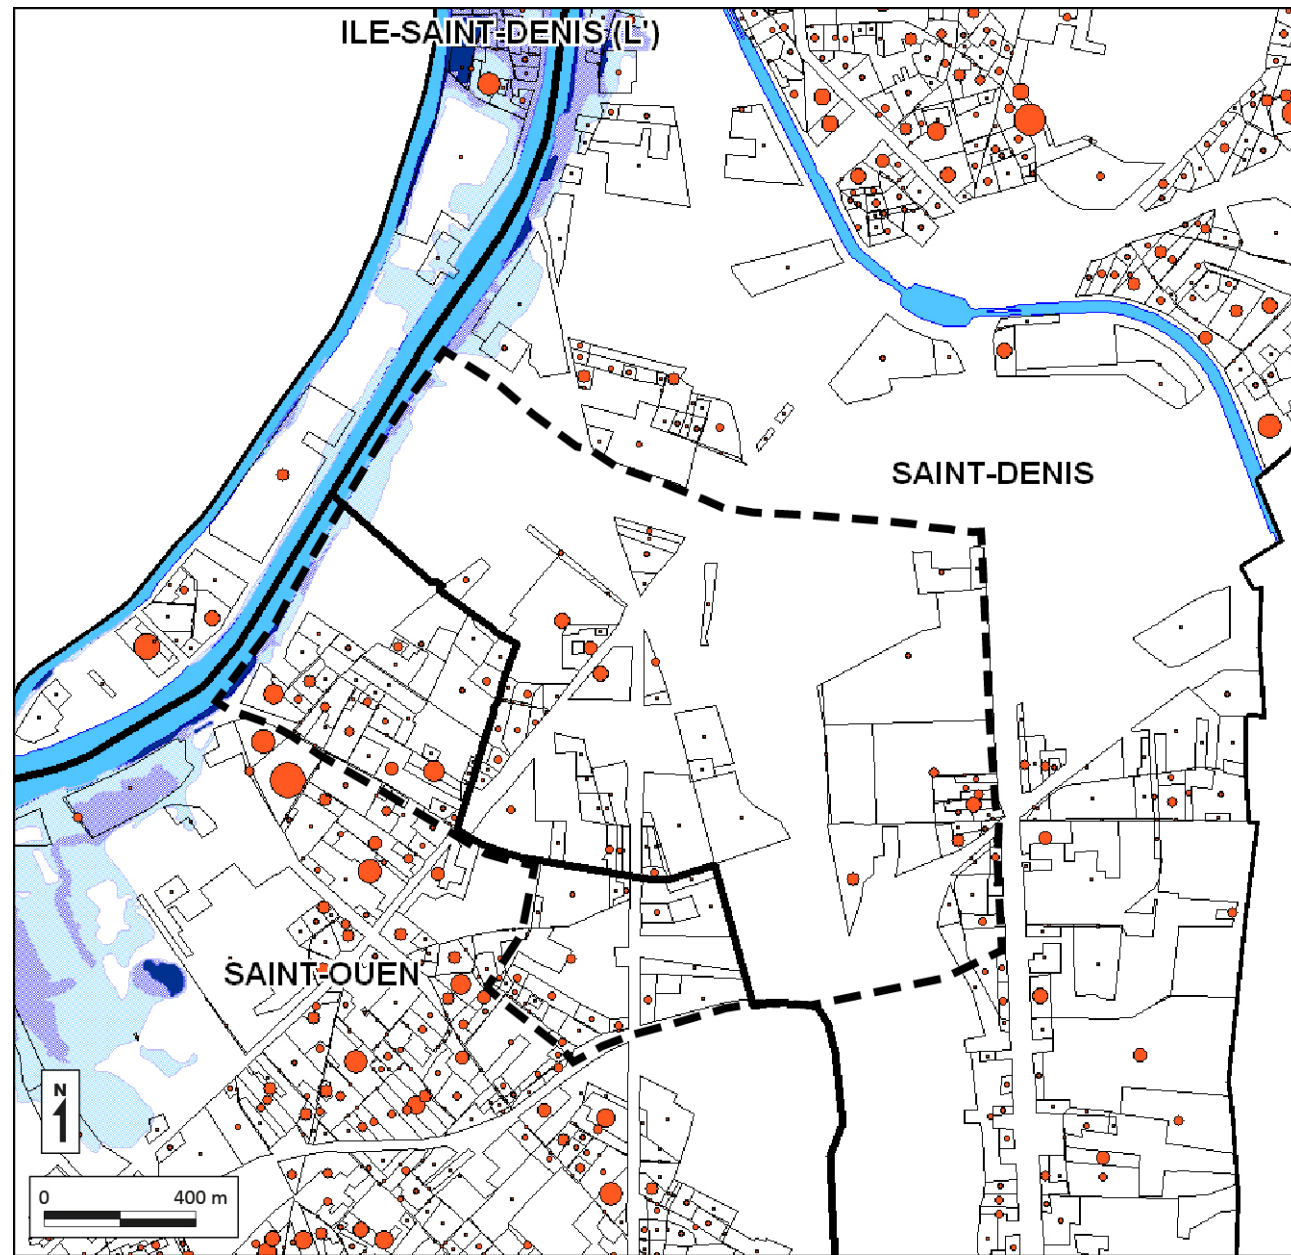 ILE-SAINT-DENIS (L')
SAINT-DENIS
SAINT-OUEN
N
0 400 m